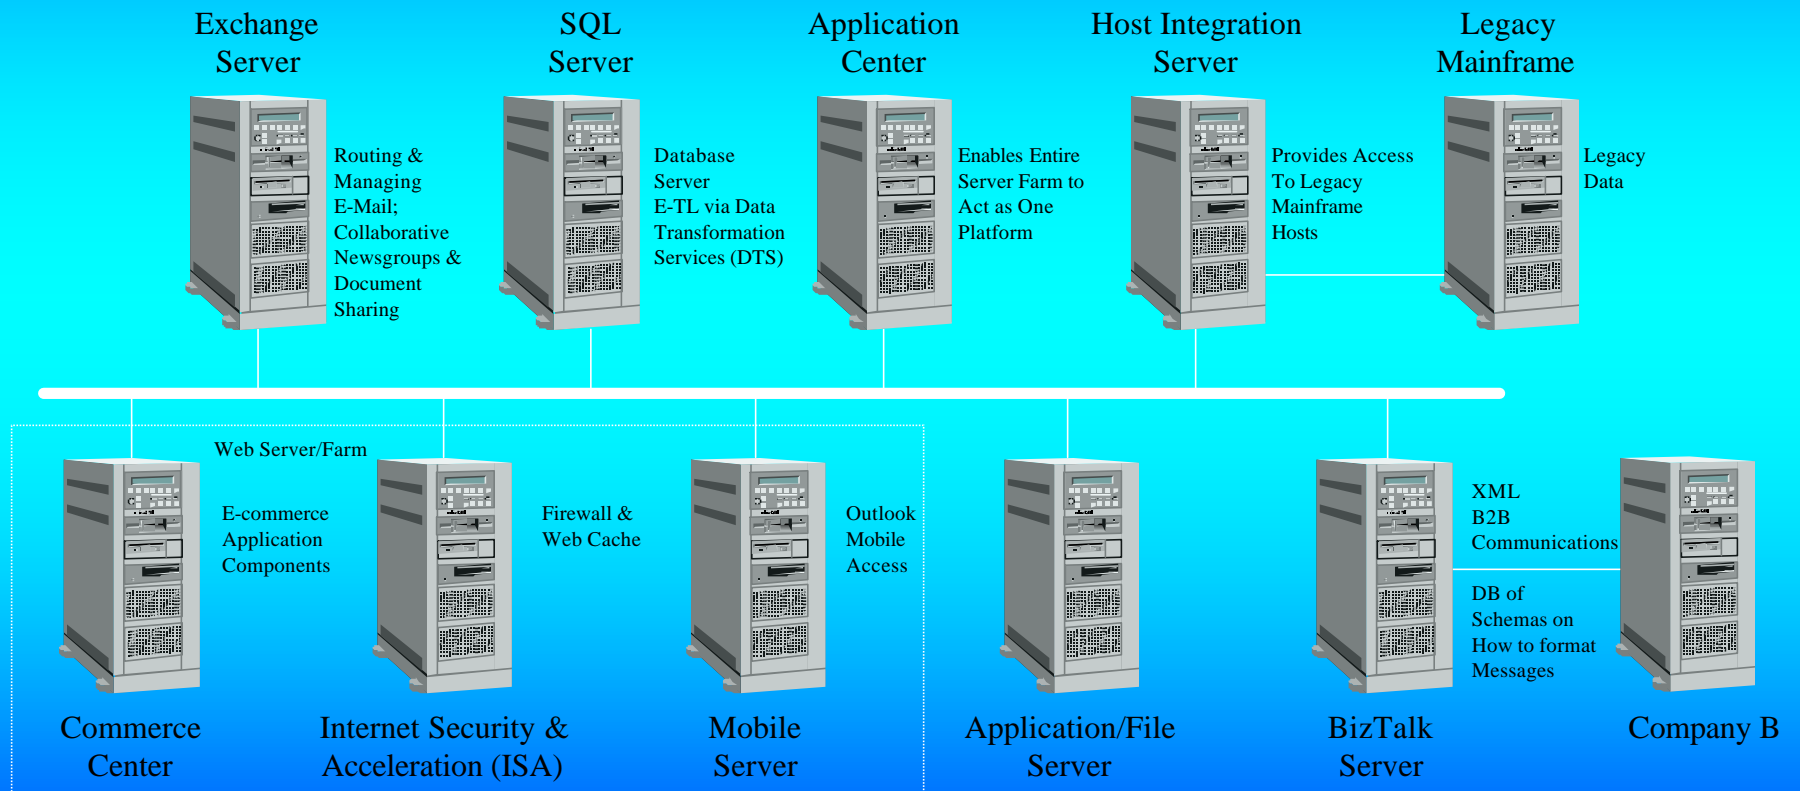 Exchange
Server
SQL
Server
Application
Center
Host Integration
Server
Legacy
Mainframe
Routing &
Managing
E-Mail;
Collaborative
Newsgroups &
Document
Sharing
Database
Server
E-TL via Data
Transformation
Services (DTS)
Enables Entire
Server Farm to
Act as One
Platform
Provides Access
To Legacy
Mainframe
Hosts
Legacy
Data
Web Server/Farm
E-commerce
Application
Components
Firewall &
Web Cache
Outlook
Mobile
Access
XML
B2B
Communications
DB of
Schemas on
How to format
Messages
Commerce
Center
Internet Security &
Acceleration (ISA)
Mobile
Server
Application/File
Server
BizTalk
Server
Company B